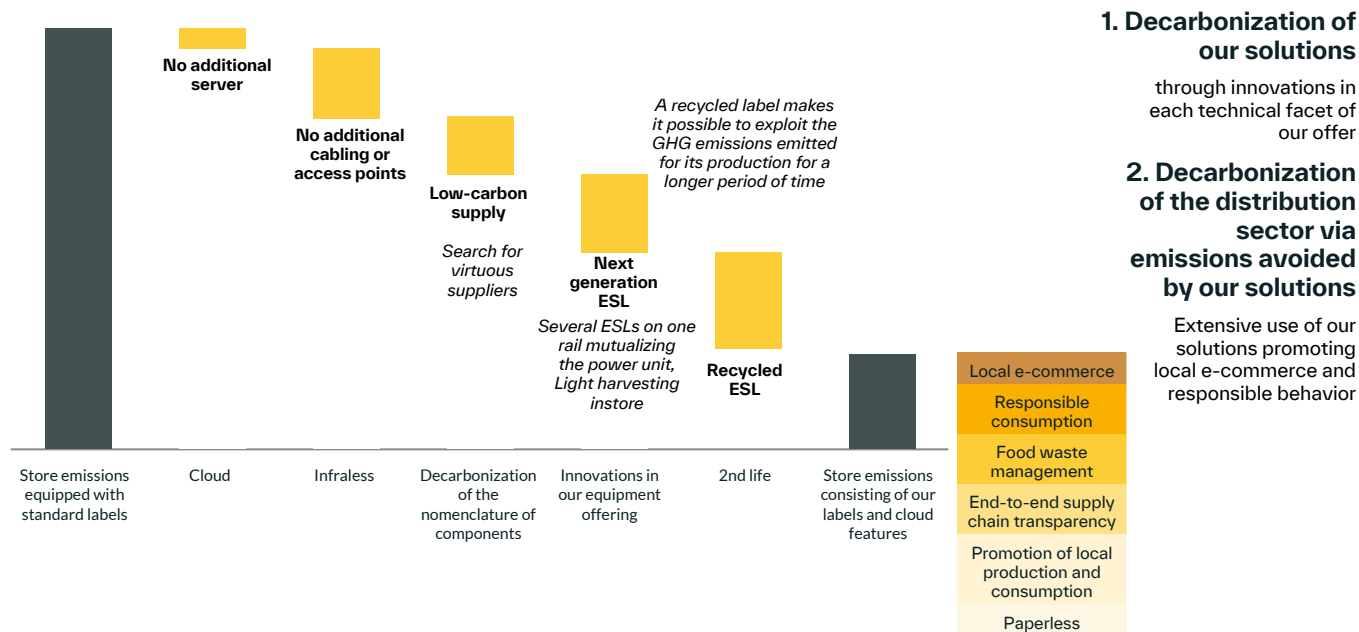 No additional
server
No additional
cabling or
access points
Low-carbon
supply
Search for
virtuous
suppliers
A recycled label makes
it possible to exploit the
GHG emissions emitted
for its production for a
longer period of time
Next
generation
ESL
Several ESLs on one
rail mutualizing
the power unit,
Light harvesting
instore
Recycled
ESL
Store emissions
equipped with
standard labels
Cloud
Infraless
Decarbonization
of the
nomenclature of
components
Innovations in
our equipment
offering
2nd life
Store emissions
consisting of our
labels and cloud
features
Local e-commerce
Responsible
consumption
Food waste
management
End-to-end supply
chain transparency
Promotion of local
production and
consumption
Paperless
1. Decarbonization of
our solutions
through innovations in
each technical facet of
our offer
2. Decarbonization
of the distribution
sector via
emissions avoided
by our solutions
Extensive use of our
solutions promoting
local e-commerce and
responsible behavior